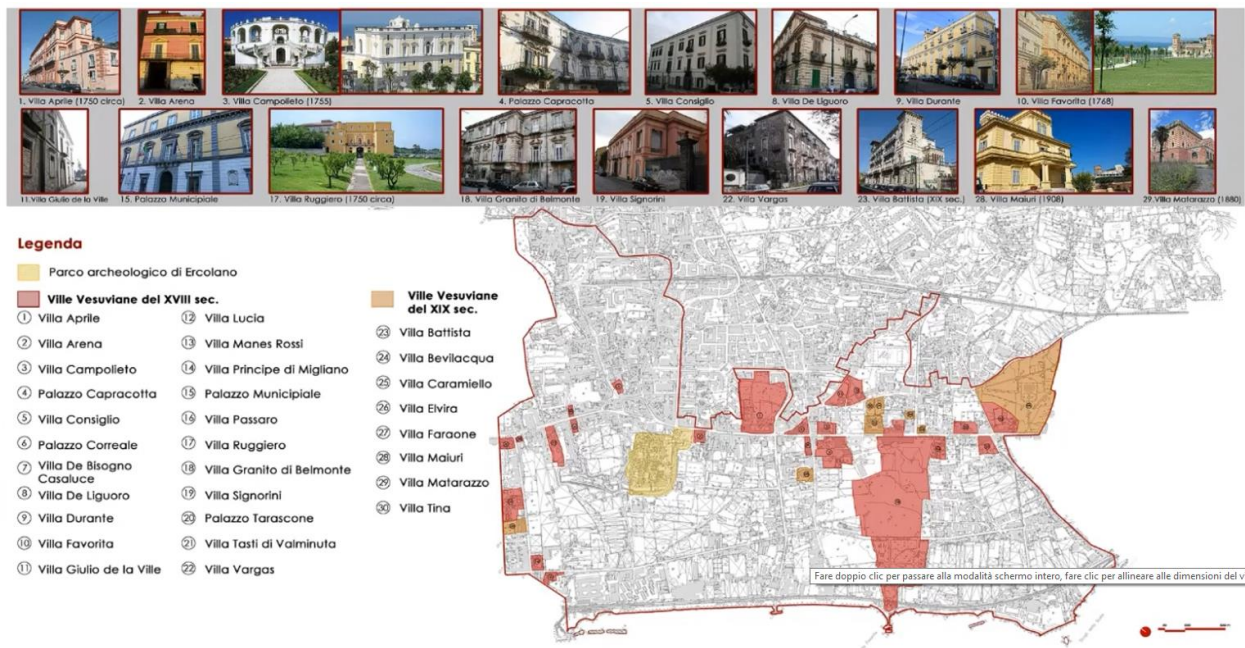 1. Villa Aprile (1750 circa)
2. Villa Arena
3. Villa Campolieto (1755)
4. Palazzo Capracotta
5. Villa Consiglio
8. Villa De Liguoro
9. Villa Durante
10. Villa Favorita (1768)
11.Villa Giulio de la Ville
15. Palazzo Municipale
17. Villa Ruggiero (1750 circa)
18. Villa Granito di Belmonte
19. Villa Signorini
22. Villa Vargas
23. Villa Battista (XIX sec.)
28. Villa Maiuri (1908)
29.Villa Matarazzo (1880)
Legenda
Parco archeologico di Ercolano
Ville Vesuviane del XVIII sec.
1 Villa Aprile
2 Villa Arena
3 Villa Campolieto
4 Palazzo Capracotta
5 Villa Consiglio
6 Palazzo Correale
7 Villa De Bisogno
Casaluce
8 Villa De Liguoro
9 Villa Durante
10 Villa Favorita
11 Villa Giulio de la Ville
12 Villa Lucia
13 Villa Manes Rossi
14 Villa Principe di Migliano
15 Palazzo Municipiale
16 Villa Passaro
17 Villa Ruggiero
18 Villa Granito di Belmonte
19 Villa Signorini
20 Palazzo Tarascone
21 Villa Tasti di Valminuta
22 Villa Vargas
Ville Vesuviane
del XIX sec.
23 Villa Battista
24 Villa Bevilacqua
25 Villa Caramiello
26 Villa Elvira
27 Villa Faraone
28 Villa Maiuri
29 Villa Matarazzo
30 Villa Tina
Fare doppio clic per passare alla modalità schermo intero, fare clic per allineare alle dimensioni del v